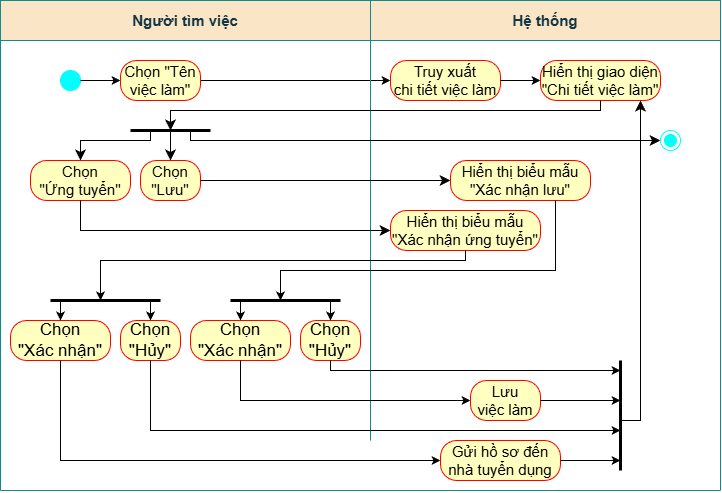 Người tìm việc
Hệ thống
Chọn "Tên
việc làm"
Truy xuất
chi tiết việc làm
Hiển thị giao diện
"Chi tiết việc làm"
Chọn
"Ứng tuyển"
Chọn
"Lưu"
Hiển thị biểu mẫu
"Xác nhận lưu"
Hiển thị biểu mẫu
"Xác nhận ứng tuyển"
Chọn
"Xác nhận"
Chọn
"Hủy"
Chọn
"Xác nhận"
Chọn
"Hủy"
Lưu
việc làm
Gửi hồ sơ đến
nhà tuyển dụng